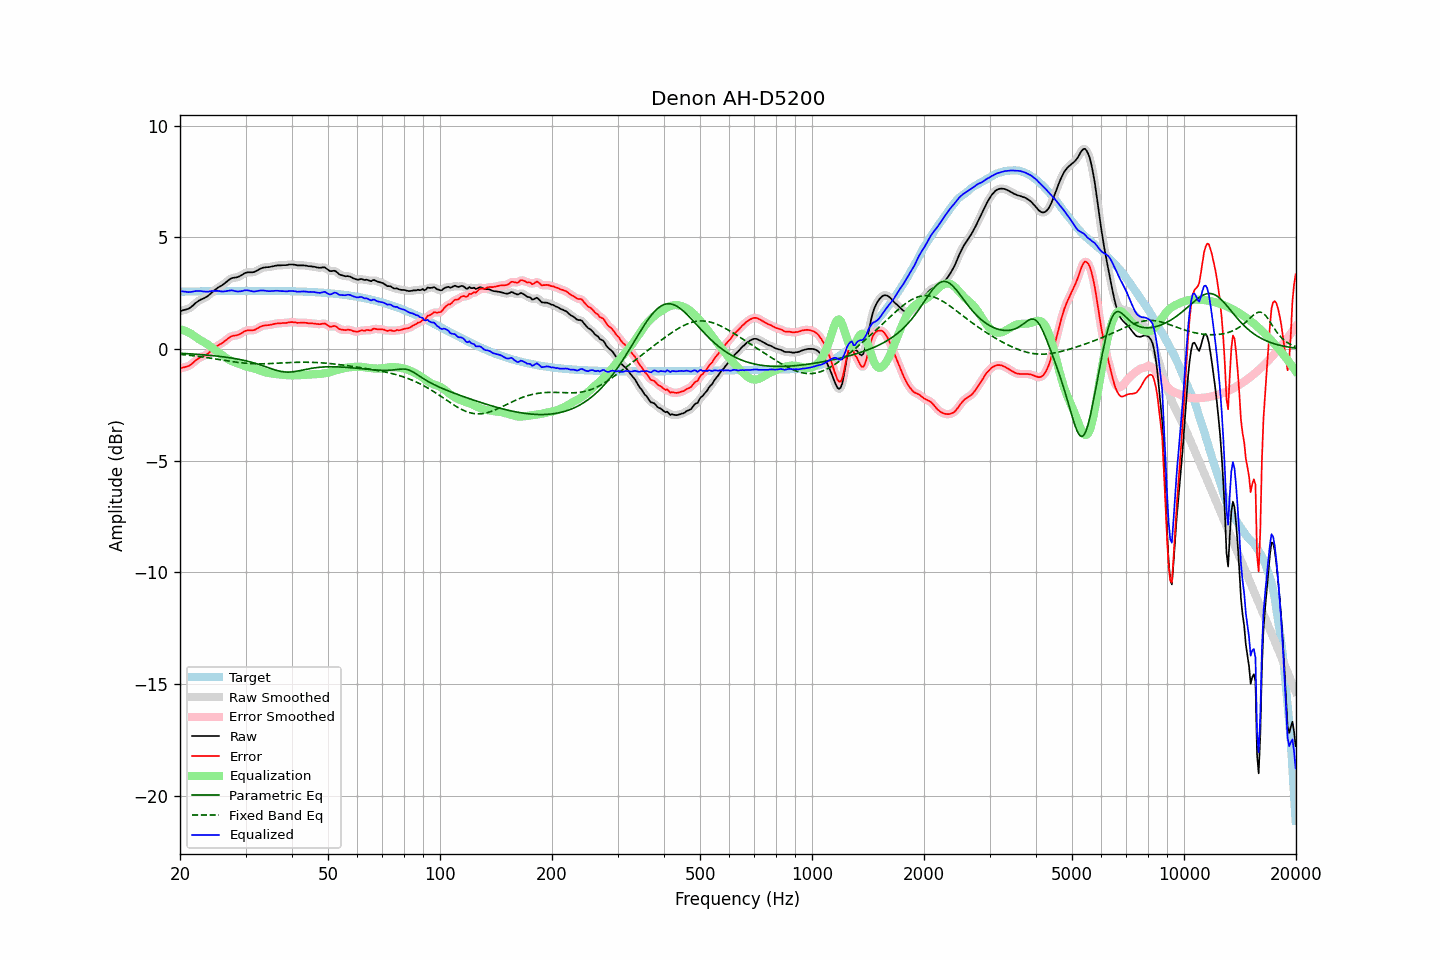 Denon AH-D5200
10
5
0
−5
−10
−15
−20
Amplitude (dBr)
Target
Raw Smoothed
Error Smoothed
Raw
Error
Equalization
Parametric Eq
Fixed Band Eq
Equalized
20 50 100 200 500 1000 2000 5000 10000 20000
Frequency (Hz)